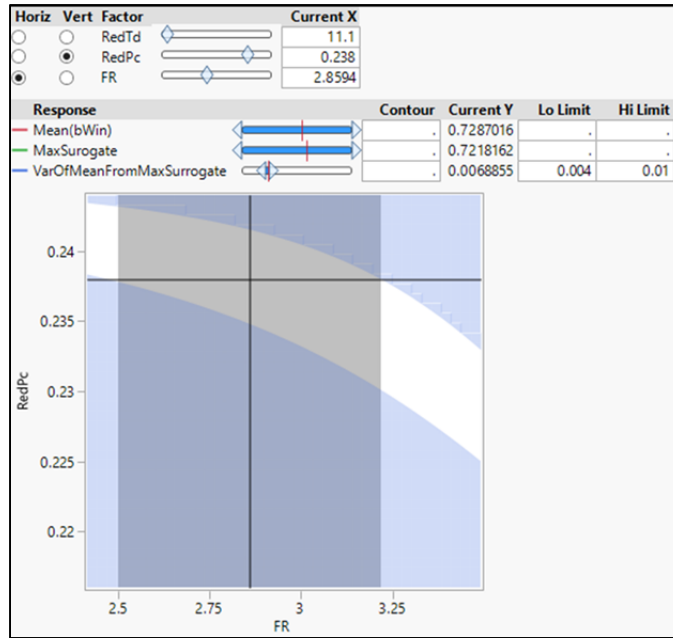 Horiz Vert Factor Current X
RedTd 11.1
RedPc 0.238
FR 2.8594
Response Contour Current Y Lo Limit Hi Limit
Mean(bWin) . 0.7287016 . .
MaxSurogate . 0.7218162 . .
VarOfMeanFromMaxSurrogate . 0.0068855 0.004 0.01
0.24
0.235
0.23
0.225
0.22
RedPc
2.5 2.75 3 3.25
FR